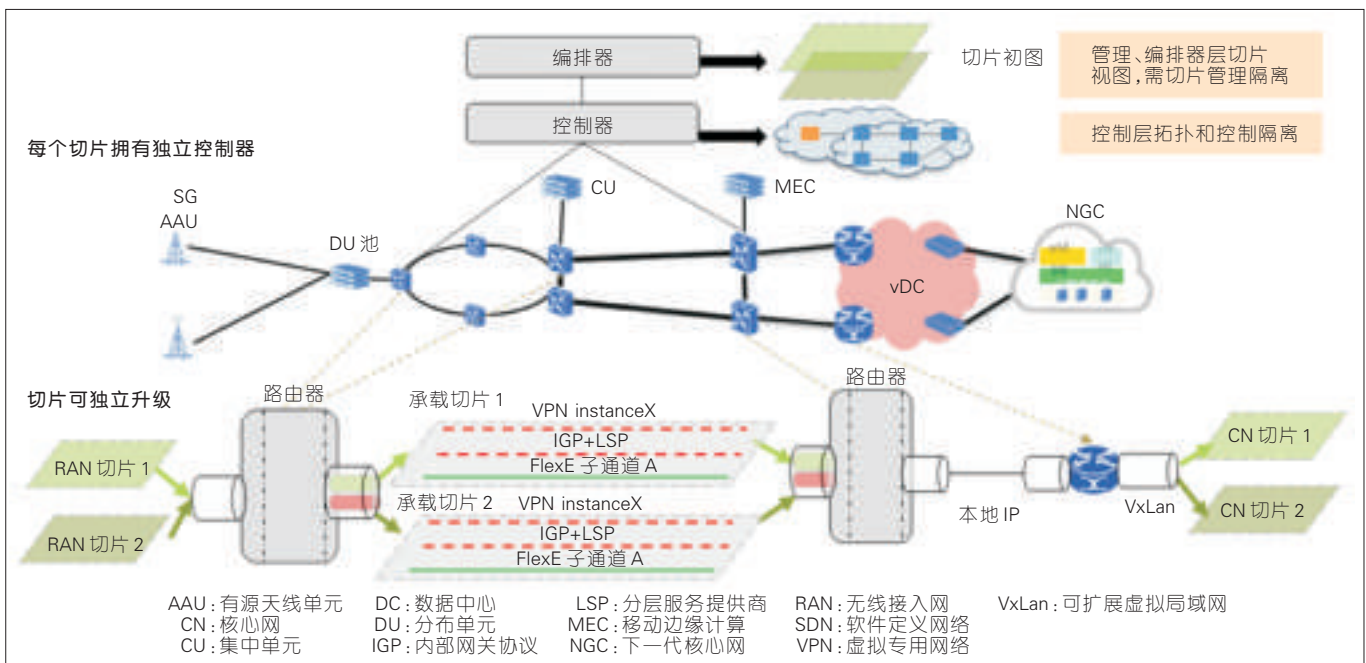 编排器
切片初图
管理、编排器层切片
视图,需切片管理隔离
控制器
控制层拓扑和控制隔离
每个切片拥有独立控制器
SG
AAU
DU 池
CU
MEC
NGC
vDC
切片可独立升级
路由器
承载切片 1
VPN instanceX
IGP+LSP
FlexE 子通道 A
承载切片 2
VPN instanceX
IGP+LSP
FlexE 子通道 A
路由器
RAN 切片 1
RAN 切片 2
本地 IP
VxLan
CN 切片 1
CN 切片 2
AAU:有源天线单元
CN:核心网
CU:集中单元
DC:数据中心
DU:分布单元
IGP:内部网关协议
LSP:分层服务提供商
MEC:移动边缘计算
NGC:下一代核心网
RAN:无线接入网
SDN:软件定义网络
VPN:虚拟专用网络
VxLan:可扩展虚拟局域网